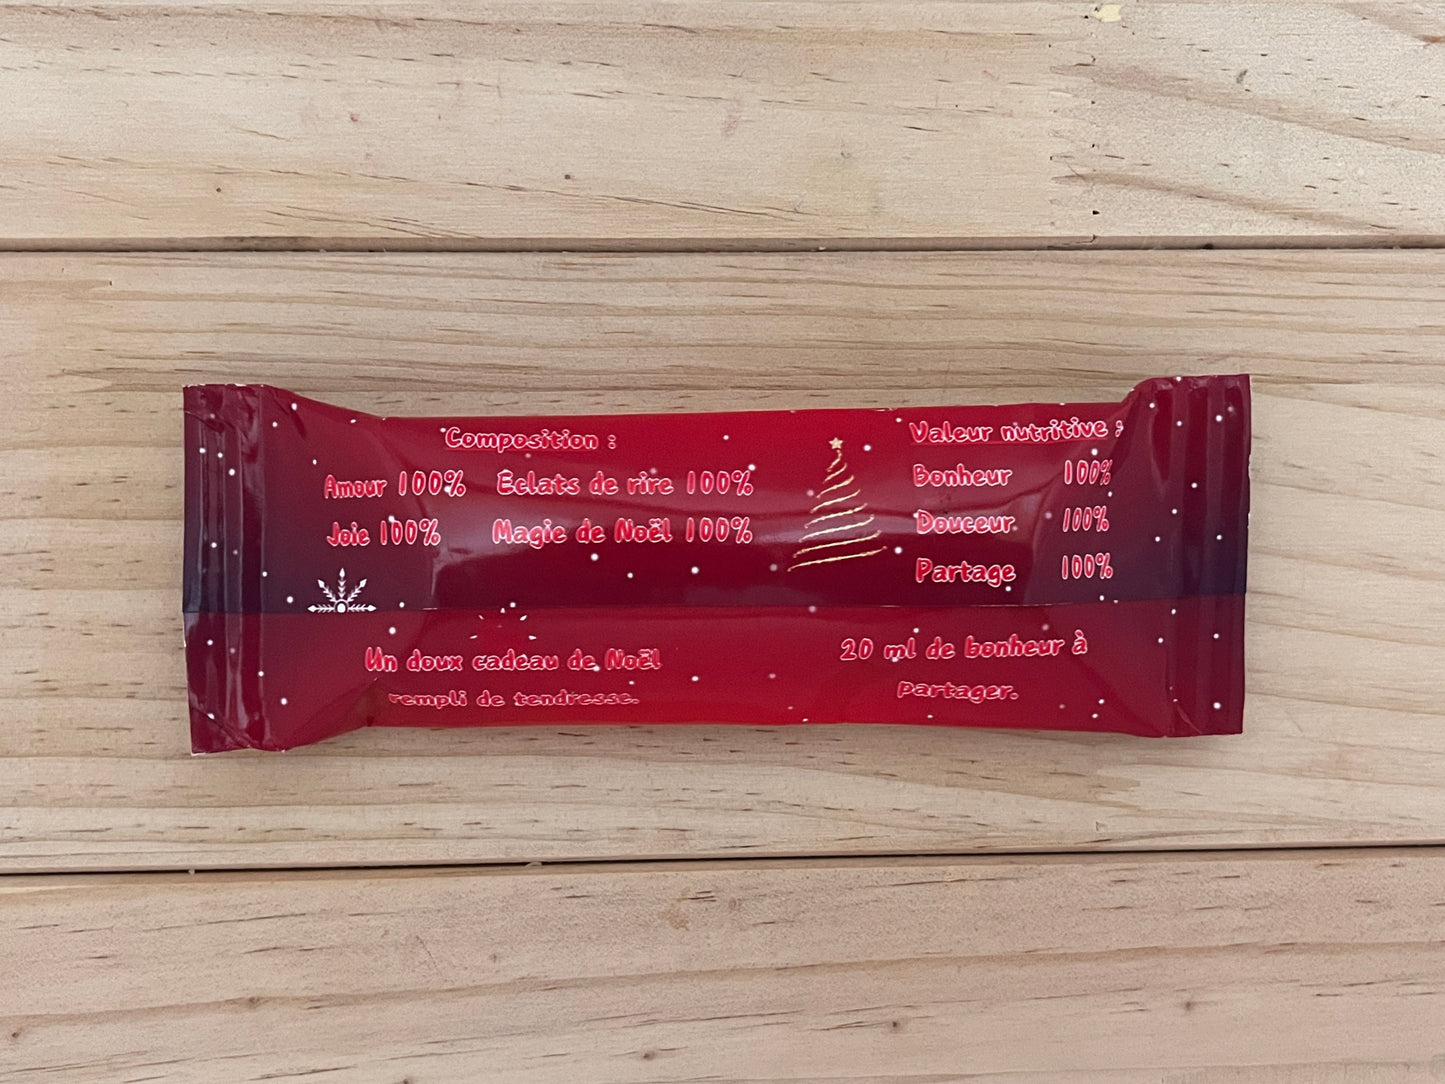 Composition :
Amour 100% Éclats de rire 100%
Joie 100% Magie de Noël 100%
Valeur nutritive :
Bonheur 100%
Douceur 100%
Partage 100%
Un doux cadeau de Noël
rempli de tendresse.
20 ml de bonheur à
partager.